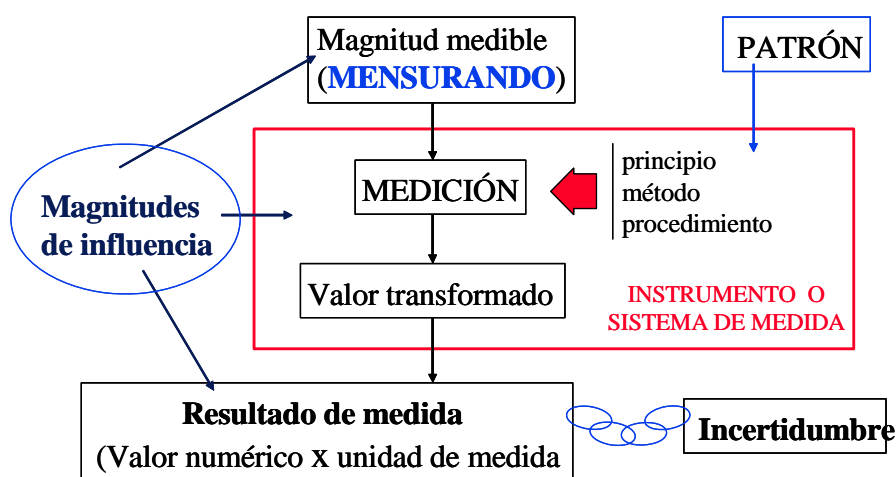 Magnitud medible
(MENSURANDO)
PATRÓN
MEDICIÓN
principio
método
procedimiento
Magnitudes
de influencia
Valor transformado
INSTRUMENTO O
SISTEMA DE MEDIDA
Resultado de medida
(Valor numérico x unidad de medida
Incertidumbre